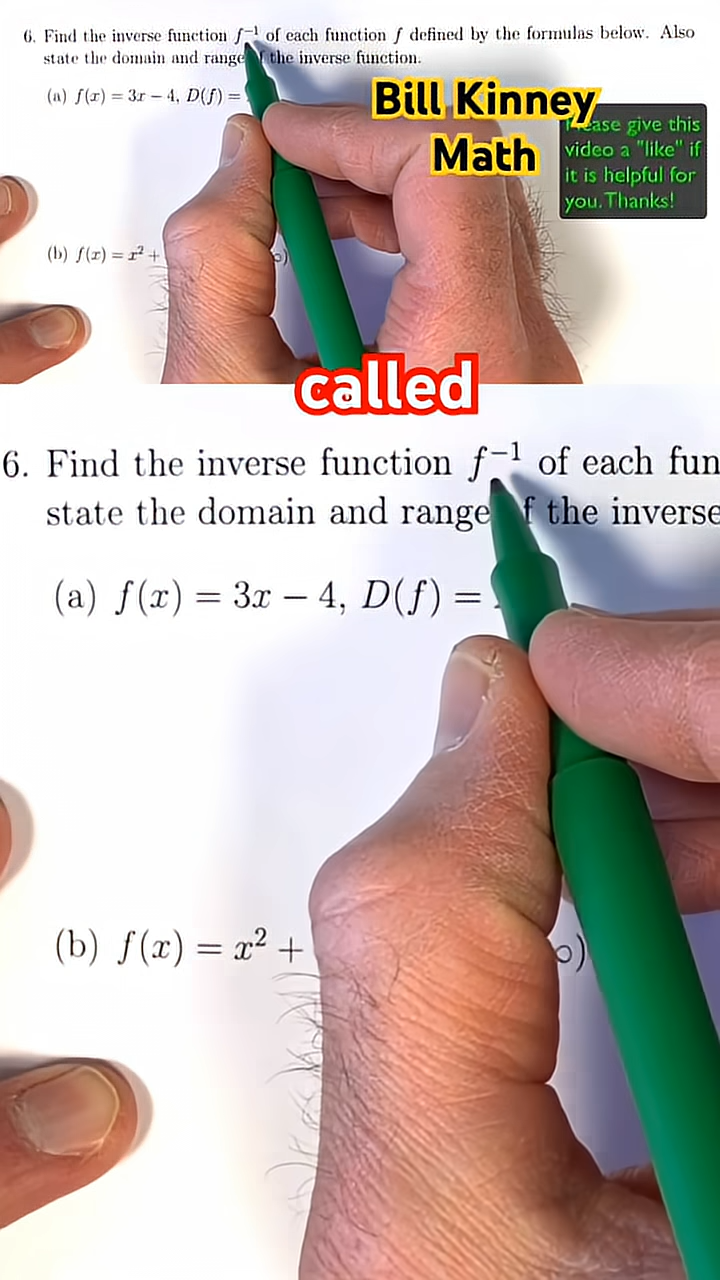 6. Find the inverse function f⁻¹ of each function f defined by the formulas below. Also
state the domain and range f the inverse function.
(a) f(x) = 3x − 4, D(f) =
Bill Kinney
Math
Please give this
video a "like" if
it is helpful for
you. Thanks!
(b) f(x) = x² +
called
6. Find the inverse function f⁻¹ of each fun
state the domain and range f the inverse
(a) f(x) = 3x − 4, D(f) =
(b) f(x) = x² +